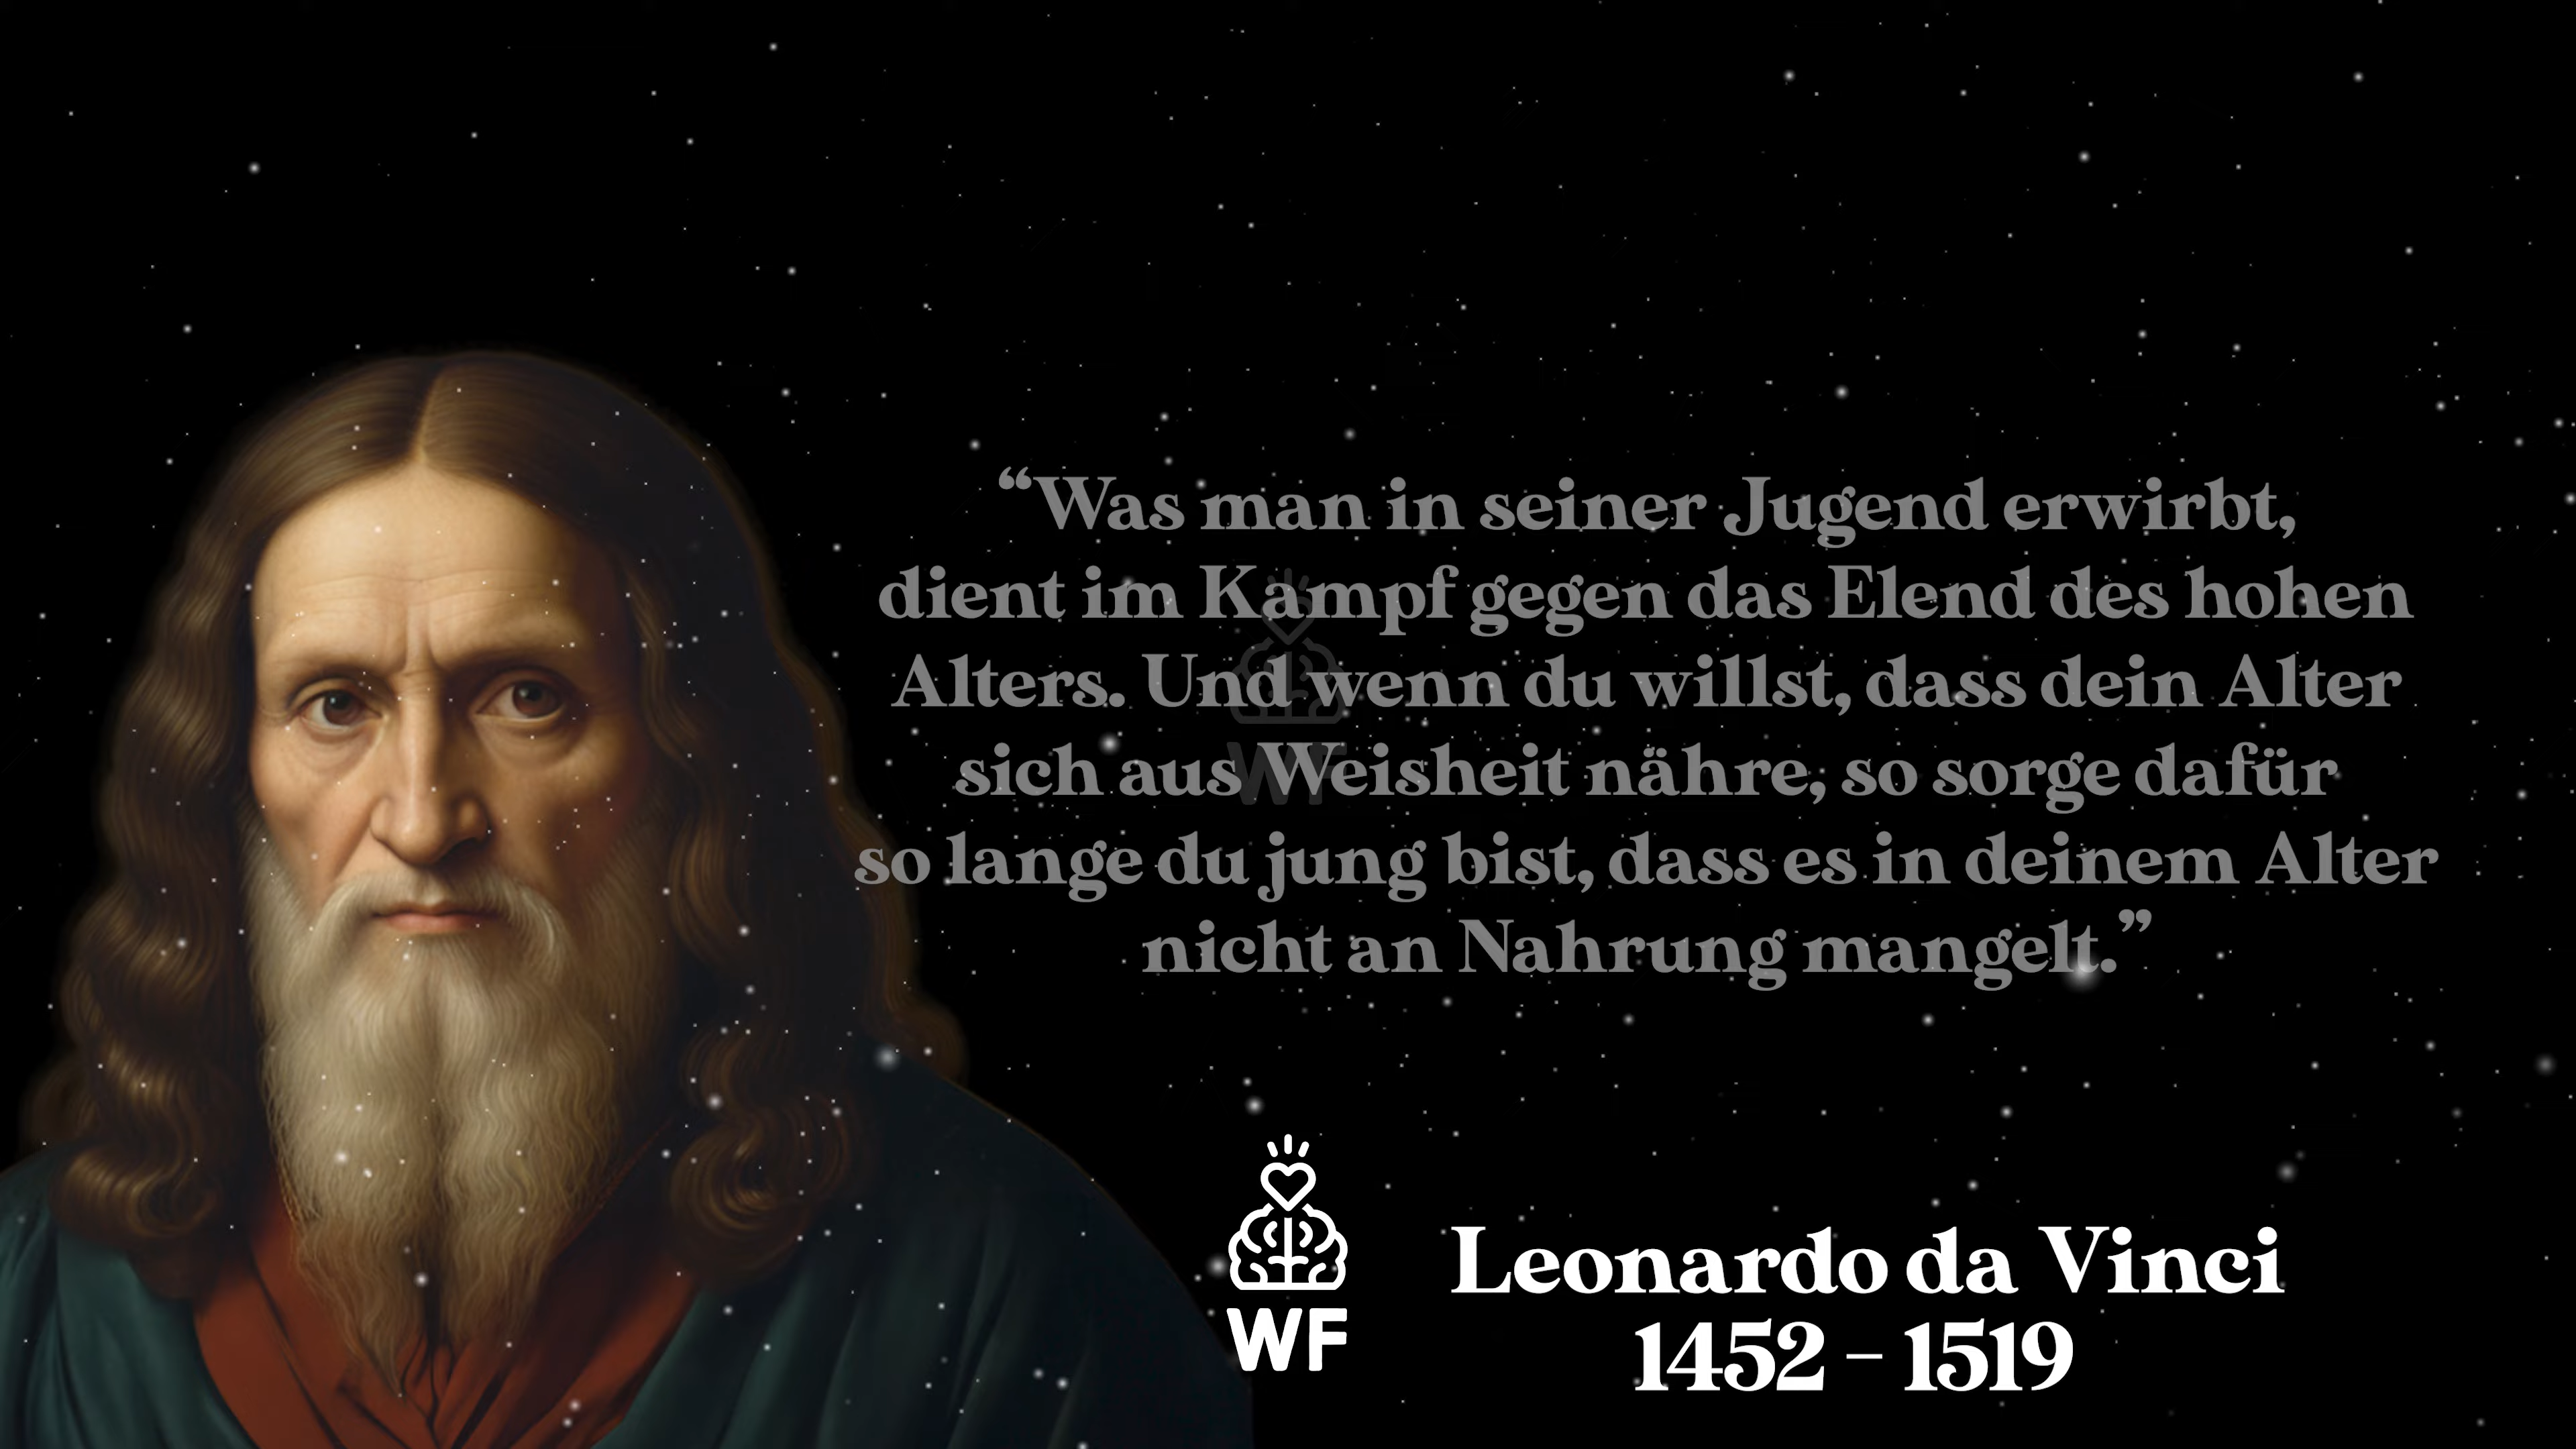 “Was man in seiner Jugend erwirbt,
dient im Kampf gegen das Elend des hohen
Alters. Und wenn du willst, dass dein Alter
sich aus Weisheit nähre, so sorge dafür
so lange du jung bist, dass es in deinem Alter
nicht an Nahrung mangelt.”
WF
WF
Leonardo da Vinci
1452 – 1519